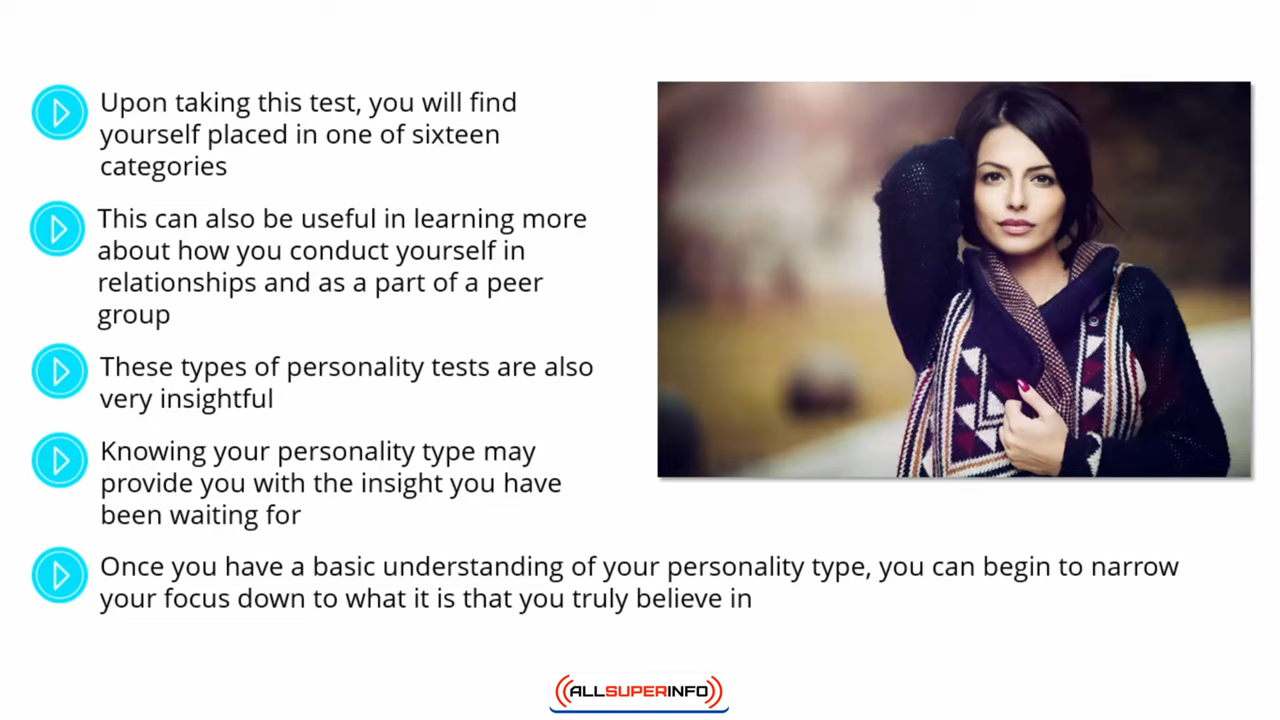 Upon taking this test, you will find
yourself placed in one of sixteen
categories
This can also be useful in learning more
about how you conduct yourself in
relationships and as a part of a peer
group
These types of personality tests are also
very insightful
Knowing your personality type may
provide you with the insight you have
been waiting for
Once you have a basic understanding of your personality type, you can begin to narrow
your focus down to what it is that you truly believe in
ALLSUPERINFO